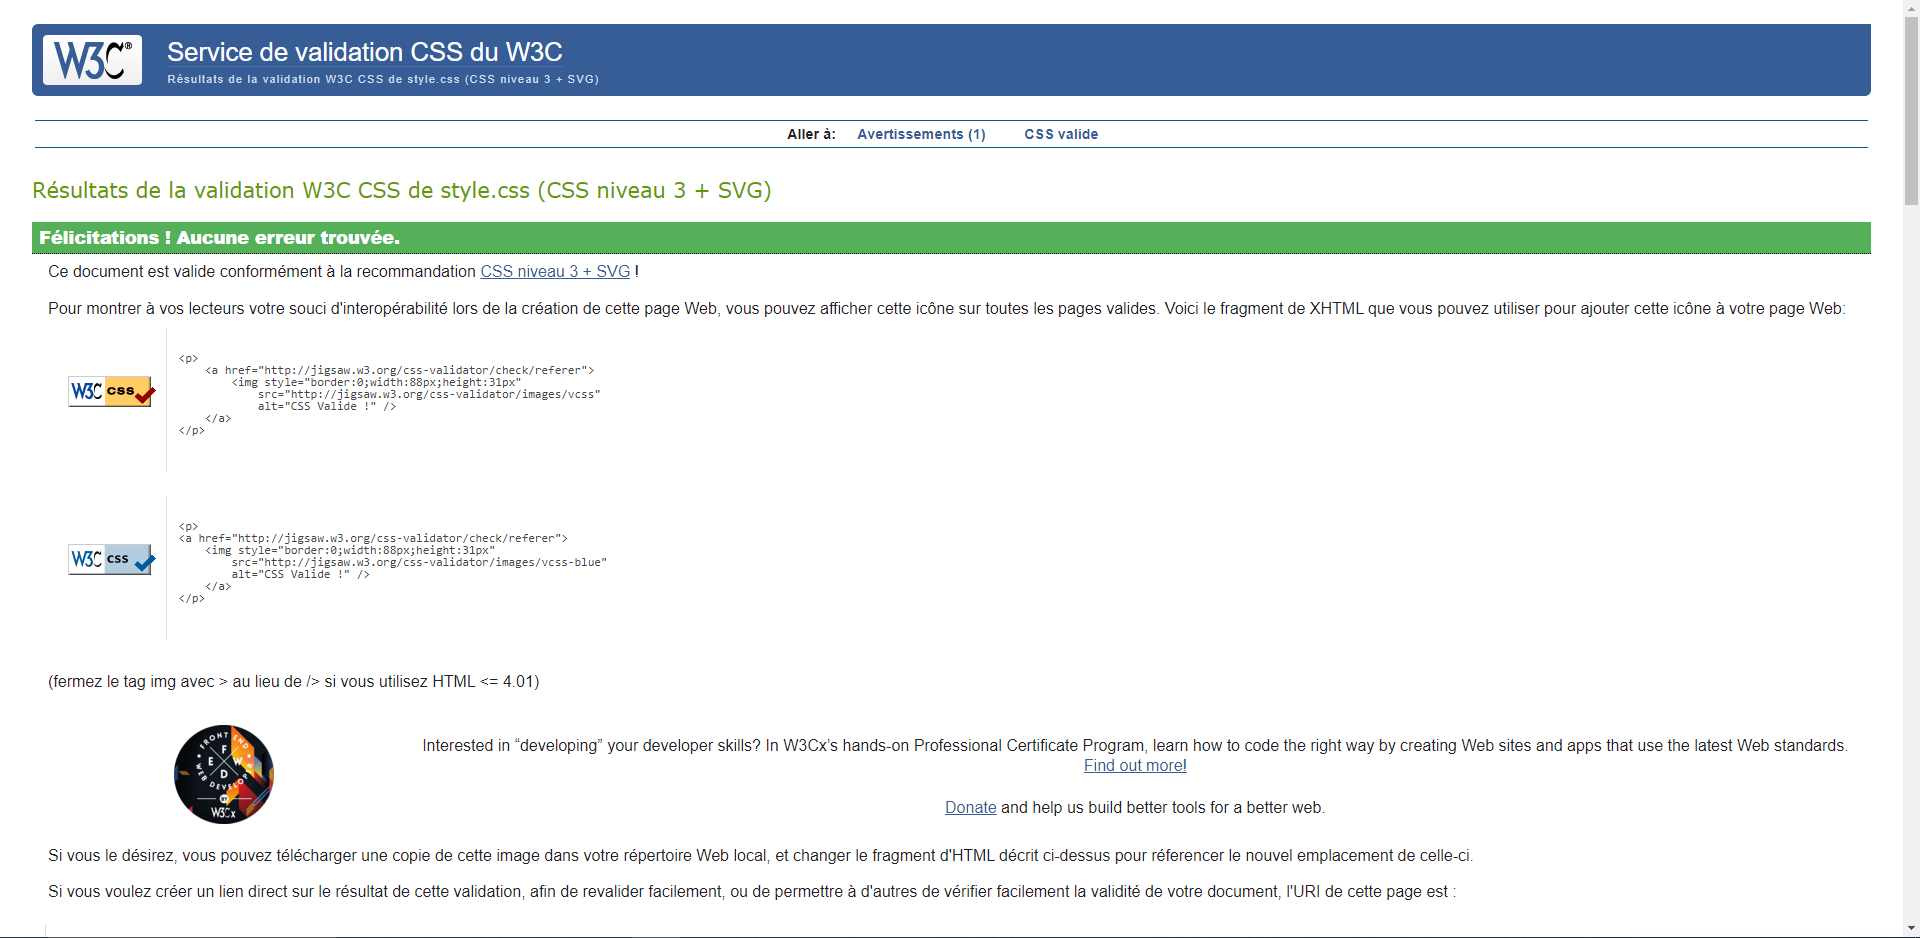 W3C®
Service de validation CSS du W3C
Résultats de la validation W3C CSS de style.css (CSS niveau 3 + SVG)
Aller à: Avertissements (1) CSS valide
Résultats de la validation W3C CSS de style.css (CSS niveau 3 + SVG)
Félicitations ! Aucune erreur trouvée.
Ce document est valide conformément à la recommandation CSS niveau 3 + SVG !
Pour montrer à vos lecteurs votre souci d'interopérabilité lors de la création de cette page Web, vous pouvez afficher cette icône sur toutes les pages valides. Voici le fragment de XHTML que vous pouvez utiliser pour ajouter cette icône à votre page Web:
W3C css
<p>
<a href="http://jigsaw.w3.org/css-validator/check/referer">
<img style="border:0;width:88px;height:31px"
src="http://jigsaw.w3.org/css-validator/images/vcss"
alt="CSS Valide !" />
</a>
</p>
W3C css
<p>
<a href="http://jigsaw.w3.org/css-validator/check/referer">
<img style="border:0;width:88px;height:31px"
src="http://jigsaw.w3.org/css-validator/images/vcss-blue"
alt="CSS Valide !" />
</a>
</p>
(fermez le tag img avec > au lieu de /> si vous utilisez HTML <= 4.01)
FRONT END
F E W D
WEB DEVELOPER
W3Cx
Interested in “developing” your developer skills? In W3Cx’s hands-on Professional Certificate Program, learn how to code the right way by creating Web sites and apps that use the latest Web standards.
Find out more!
Donate and help us build better tools for a better web.
Si vous le désirez, vous pouvez télécharger une copie de cette image dans votre répertoire Web local, et changer le fragment d'HTML décrit ci-dessus pour réferencer le nouvel emplacement de celle-ci.
Si vous voulez créer un lien direct sur le résultat de cette validation, afin de revalider facilement, ou de permettre à d'autres de vérifier facilement la validité de votre document, l'URI de cette page est :